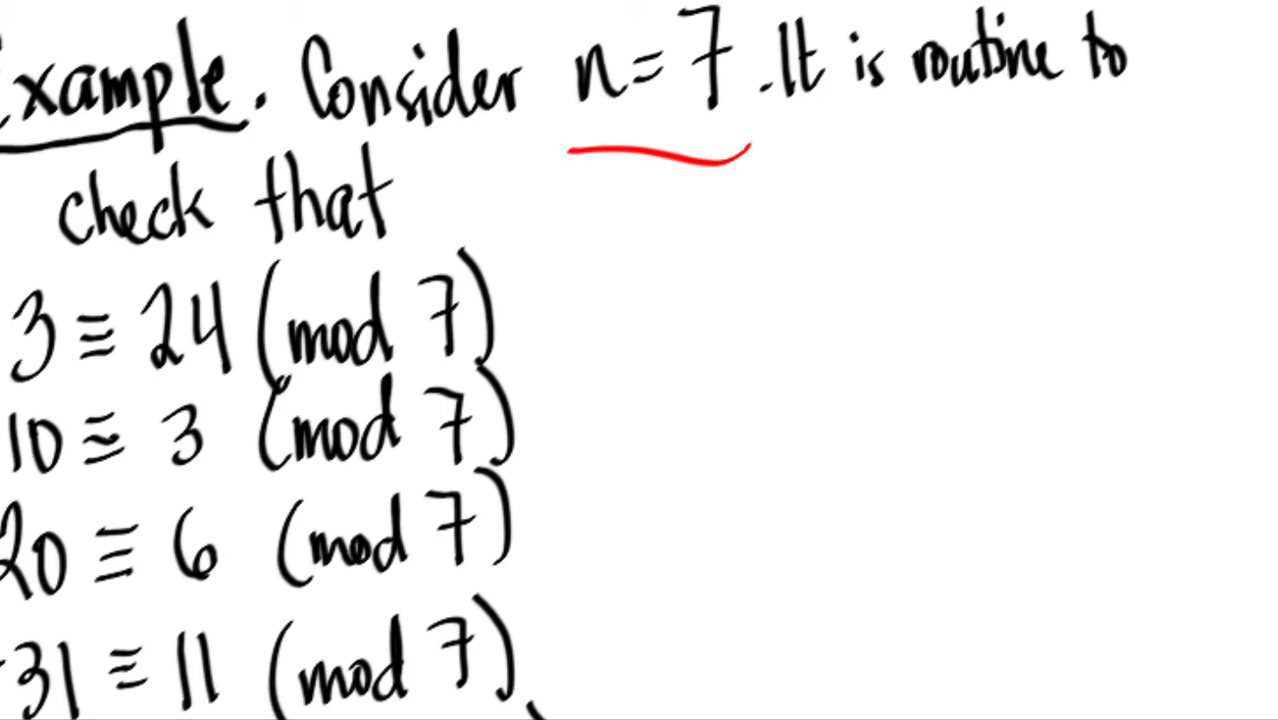 Example. Consider n = 7. It is routine to
check that
3 ≡ 24 (mod 7)
10 ≡ 3 (mod 7)
20 ≡ 6 (mod 7)
-31 ≡ 11 (mod 7)